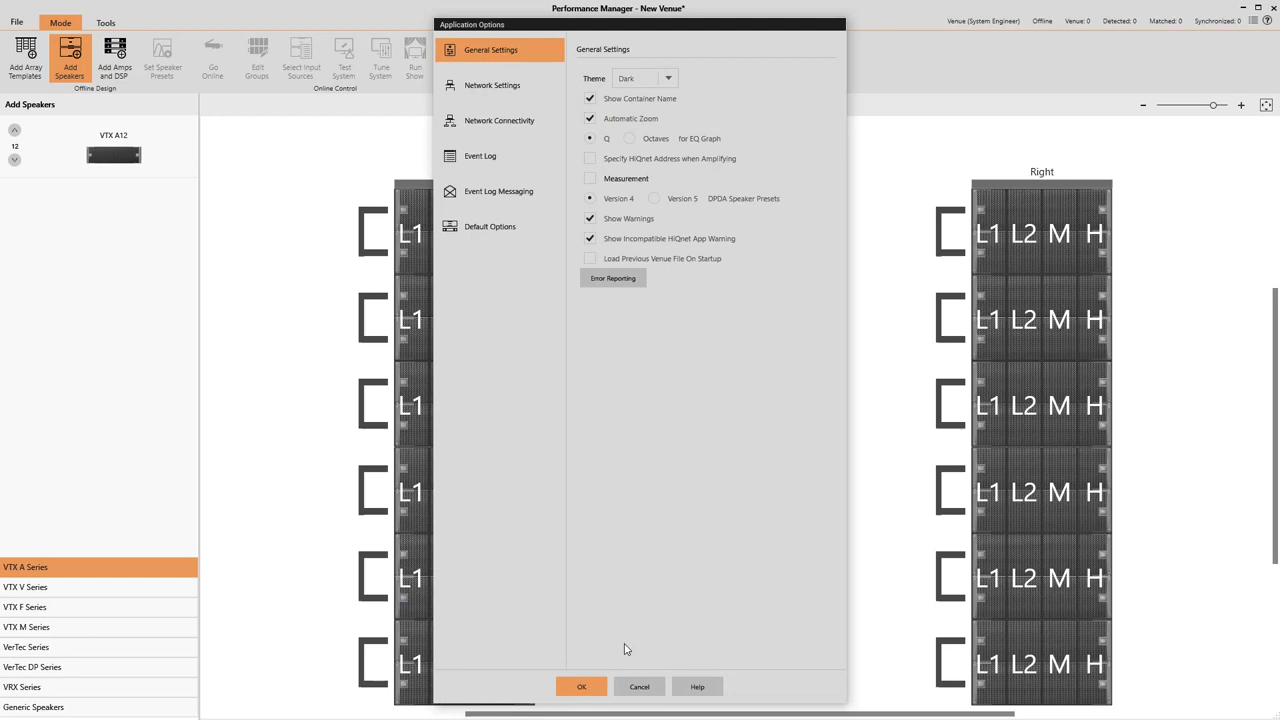 Performance Manager - New Venue*
File
Mode
Tools
Venue (System Engineer)
Offline
Venue: 0
Detected: 0
Matched: 0
Synchronized: 0
Add Array
Templates
Add
Speakers
Add Amps
and DSP
Set Speaker
Presets
Go
Online
Edit
Groups
Select Input
Sources
Test
System
Tune
System
Run
Show
Offline Design
Online Control
Add Speakers
VTX A12
12
VTX A Series
VTX V Series
VTX F Series
VTX M Series
VerTec Series
VerTec DP Series
VRX Series
Generic Speakers
Application Options
General Settings
Network Settings
Network Connectivity
Event Log
Event Log Messaging
Default Options
General Settings
Theme
Dark
Show Container Name
Automatic Zoom
Q
Octaves
for EQ Graph
Specify HiQnet Address when Amplifying
Measurement
Version 4
Version 5
DPDA Speaker Presets
Show Warnings
Show Incompatible HiQnet App Warning
Load Previous Venue File On Startup
Error Reporting
OK
Cancel
Help
L1
L1
L1
L1
L1
L1
Right
L1 L2 M H
L1 L2 M H
L1 L2 M H
L1 L2 M H
L1 L2 M H
L1 L2 M H